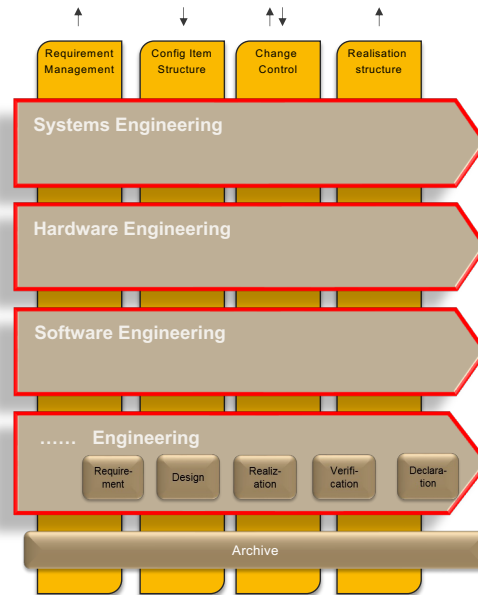 Requirement
Management
Config Item
Structure
Change
Control
Realisation
structure
Systems Engineering
Hardware Engineering
Software Engineering
...... Engineering
Require-
ment
Design
Realiz-
ation
Verifi-
cation
Declara-
tion
Archive